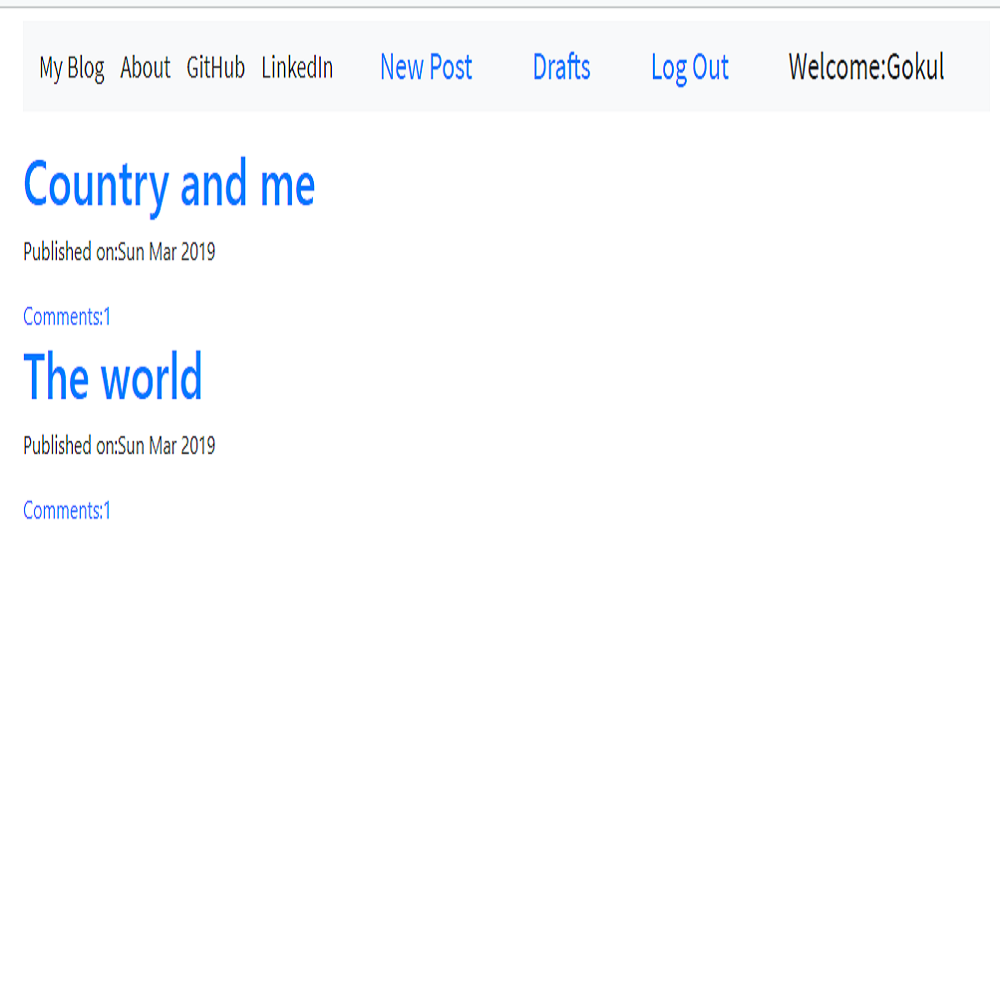 My Blog About GitHub LinkedIn New Post Drafts Log Out Welcome:Gokul
Country and me
Published on:Sun Mar 2019
Comments:1
The world
Published on:Sun Mar 2019
Comments:1